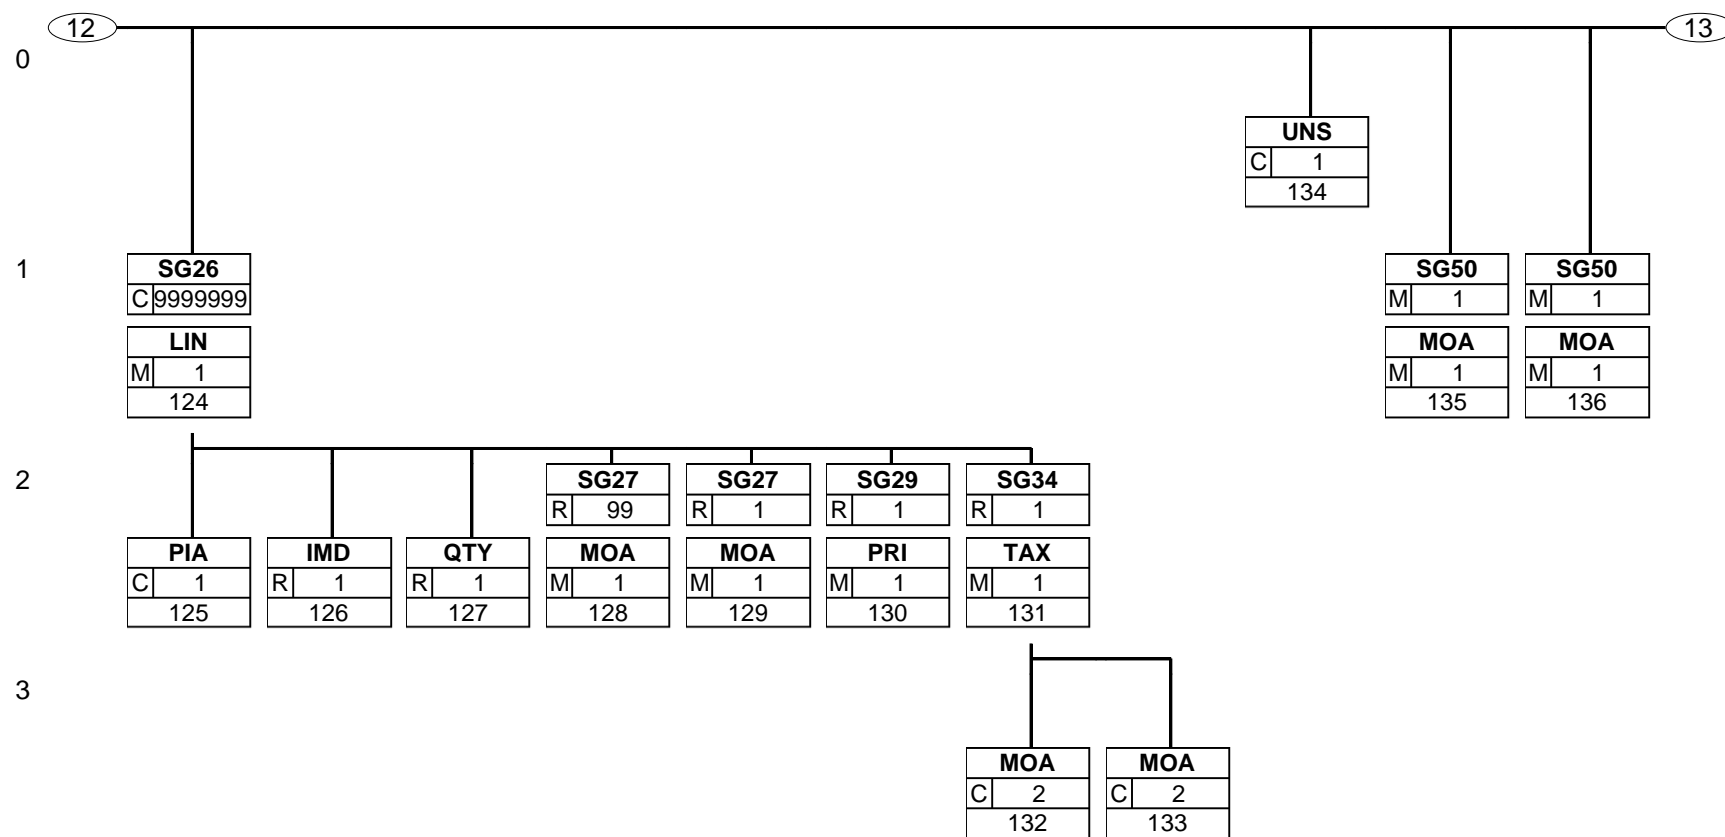 12 13
0
UNS
C 1
134
1
SG26 SG50 SG50
C 9999999 M 1 M 1
LIN MOA MOA
M 1 M 1 M 1
124 135 136
2
SG27 SG27 SG29 SG34
R 99 R 1 R 1 R 1
PIA IMD QTY MOA MOA PRI TAX
C 1 R 1 R 1 M 1 M 1 M 1 M 1
125 126 127 128 129 130 131
3
MOA MOA
C 2 C 2
132 133